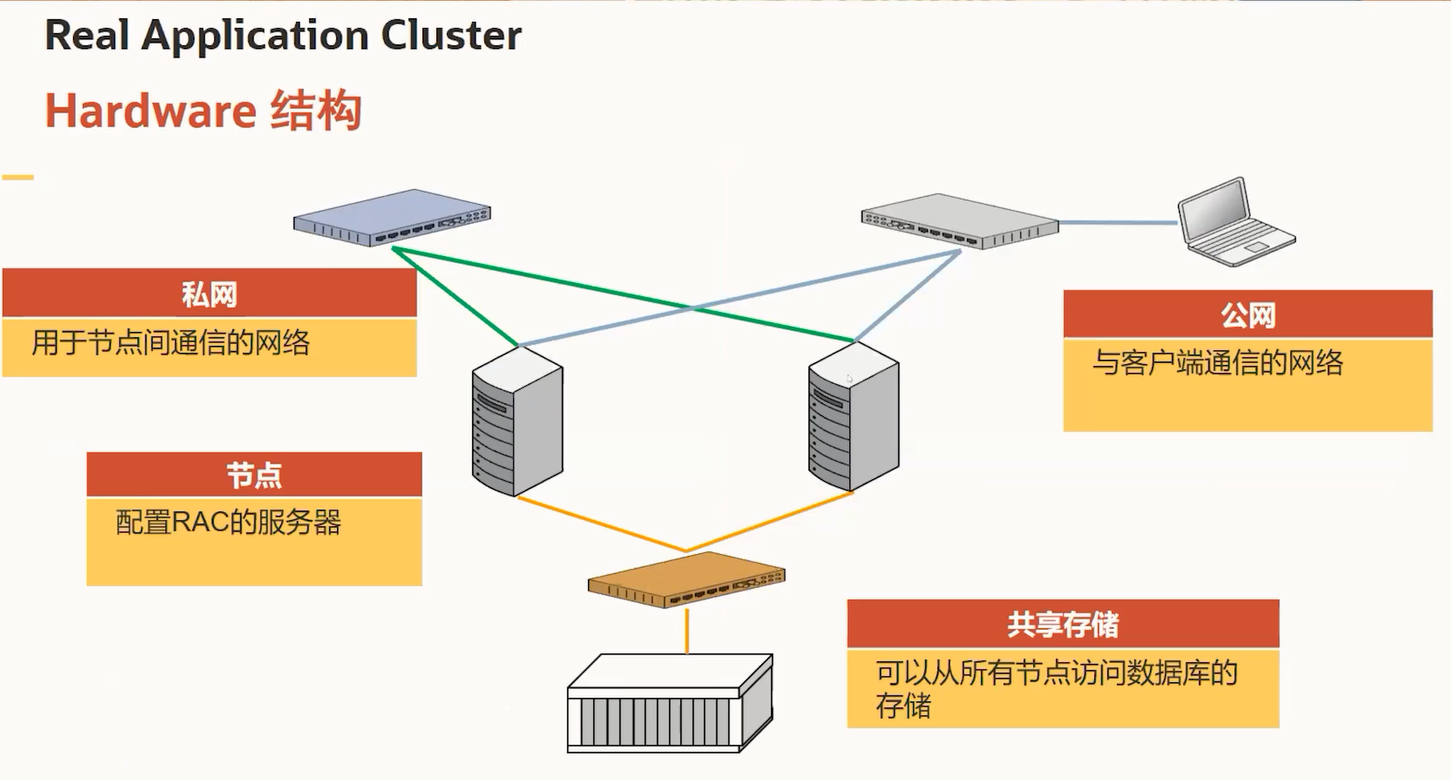 Real Application Cluster
Hardware 结构
私网
用于节点间通信的网络
公网
与客户端通信的网络
节点
配置RAC的服务器
共享存储
可以从所有节点访问数据库的
存储